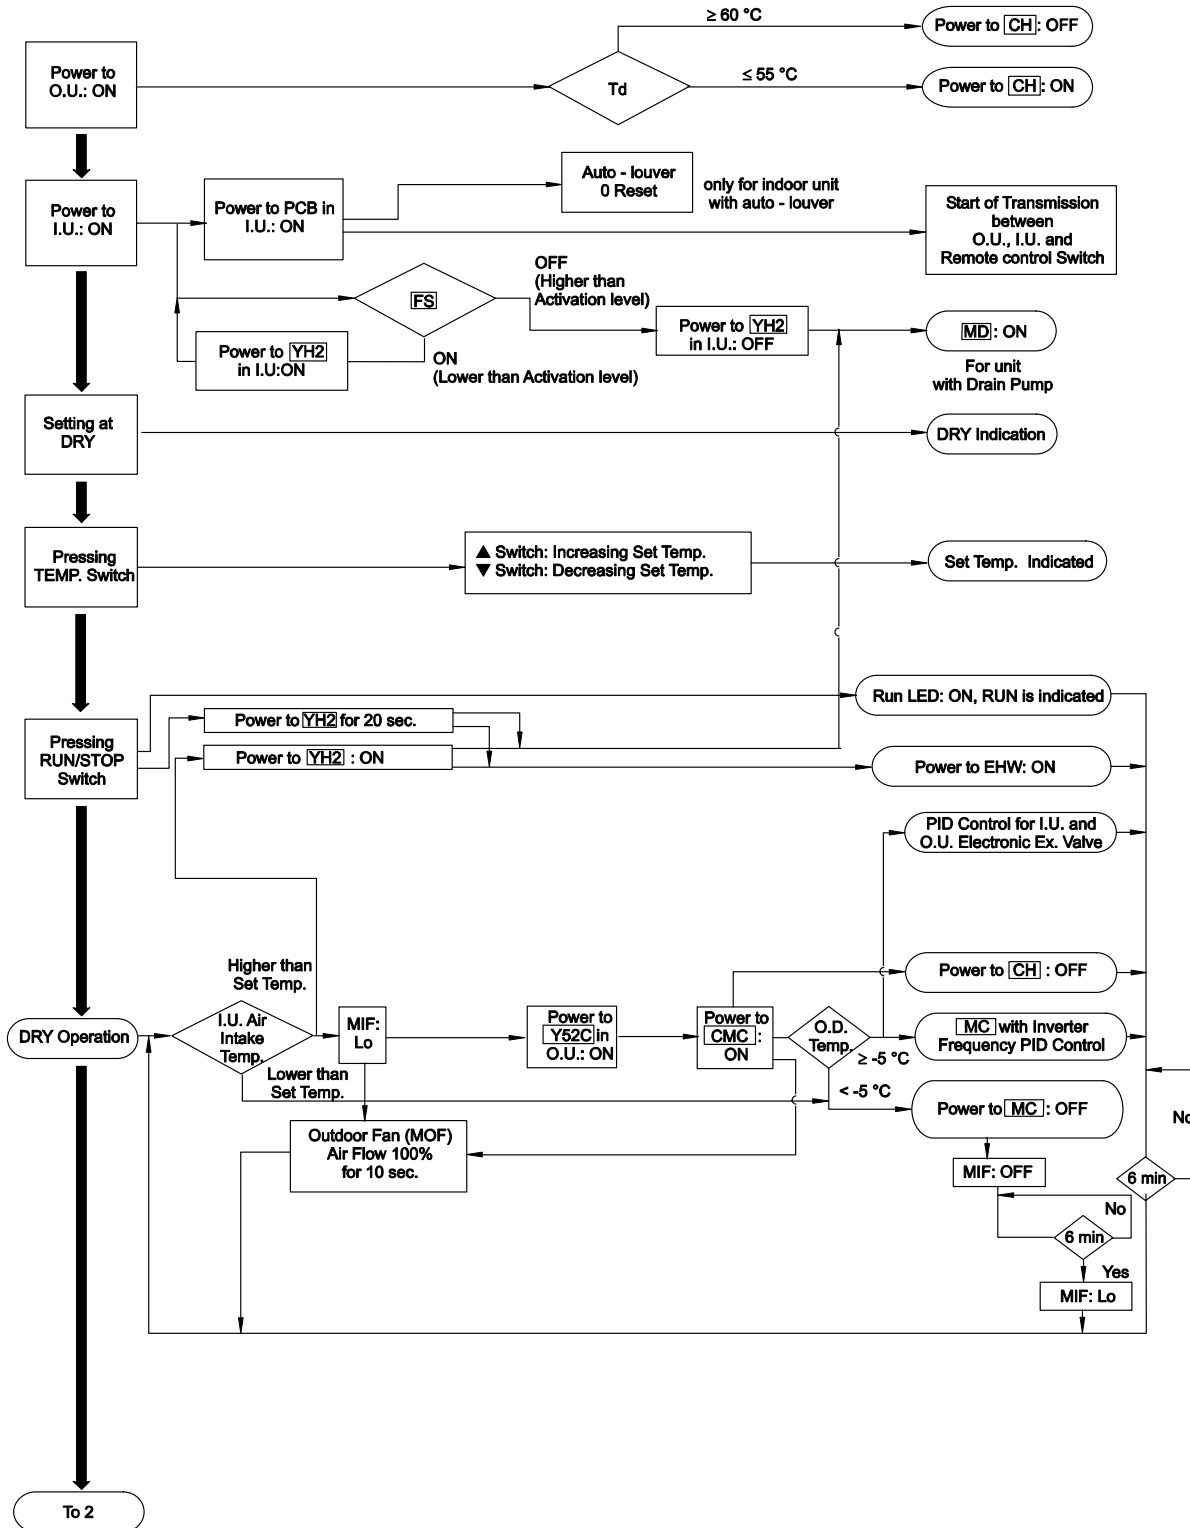 ≥ 60 °C
Power to CH : OFF
Power to
O.U.: ON
Td
≤ 55 °C
Power to CH : ON
Power to
I.U.: ON
Power to PCB in
I.U.: ON
Auto - louver
0 Reset
only for indoor unit
with auto - louver
Start of Transmission
between
O.U., I.U. and
Remote control Switch
FS
OFF
(Higher than
Activation level)
Power to YH2
in I.U.: OFF
MD : ON
For unit
with Drain Pump
Power to YH2
in I.U:ON
ON
(Lower than Activation level)
Setting at
DRY
DRY Indication
Pressing
TEMP. Switch
▲ Switch: Increasing Set Temp.
▼ Switch: Decreasing Set Temp.
Set Temp. Indicated
Run LED: ON, RUN is indicated
Pressing
RUN/STOP
Switch
Power to YH2 for 20 sec.
Power to YH2 : ON
Power to EHW: ON
PID Control for I.U. and
O.U. Electronic Ex. Valve
Higher than
Set Temp.
Power to CH : OFF
DRY Operation
I.U. Air
Intake
Temp.
MIF:
Lo
Power to
Y52C in
O.U.: ON
Power to
CMC :
ON
O.D.
Temp.
≥ -5 °C
MC with Inverter
Frequency PID Control
Lower than
Set Temp.
< -5 °C
Power to MC : OFF
No
Outdoor Fan (MOF)
Air Flow 100%
for 10 sec.
MIF: OFF
6 min
No
6 min
Yes
MIF: Lo
To 2